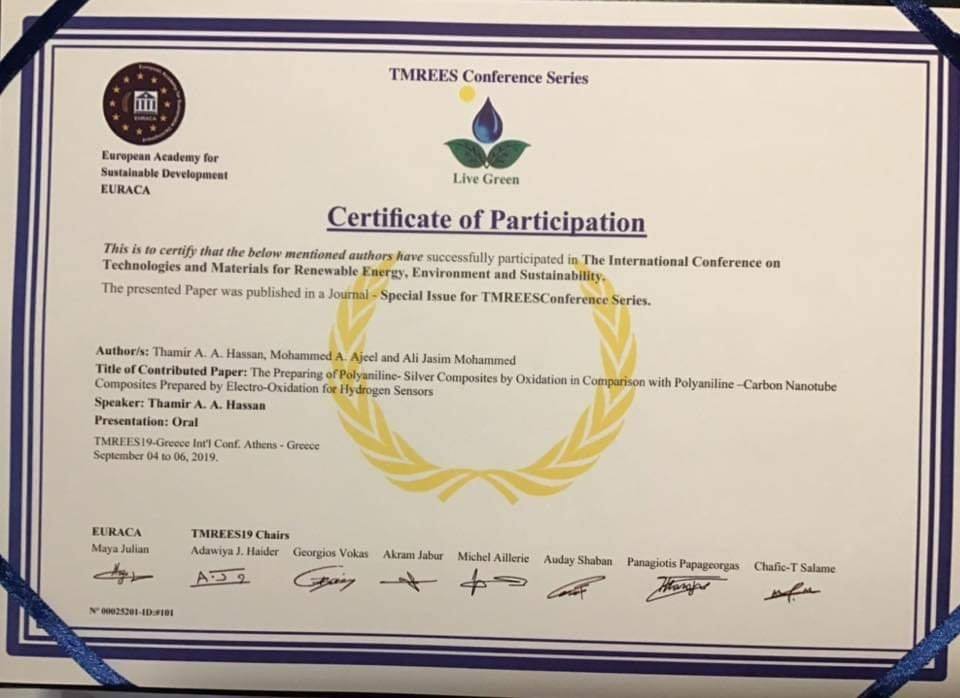 TMREES Conference Series
EURACA
European Academy for
Sustainable Development
EURACA
Live Green
Certificate of Participation
This is to certify that the below mentioned authors have successfully participated in The International Conference on
Technologies and Materials for Renewable Energy, Environment and Sustainability.
The presented Paper was published in a Journal - Special Issue for TMREESConference Series.
Author/s: Thamir A. A. Hassan, Mohammed A. Ajeel and Ali Jasim Mohammed
Title of Contributed Paper: The Preparing of Polyaniline- Silver Composites by Oxidation in Comparison with Polyaniline –Carbon Nanotube
Composites Prepared by Electro-Oxidation for Hydrogen Sensors
Speaker: Thamir A. A. Hassan
Presentation: Oral
TMREES19-Greece Int'l Conf. Athens - Greece
September 04 to 06, 2019.
EURACA TMREES19 Chairs
Maya Julian Adawiya J. Haider Georgios Vokas Akram Jabur Michel Aillerie Auday Shaban Panagiotis Papageorgas Chafic-T Salame
N° 00025201-ID:#101